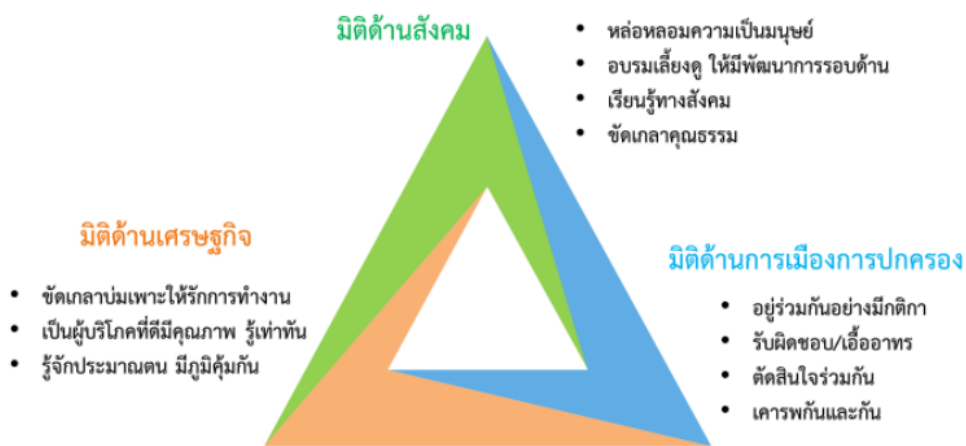 มิติด้านสังคม
• หล่อหลอมความเป็นมนุษย์
• อบรมเลี้ยงดู ให้มีพัฒนาการรอบด้าน
• เรียนรู้ทางสังคม
• ขัดเกลาคุณธรรม
มิติด้านเศรษฐกิจ
• ขัดเกลาบ่มเพาะให้รักการทำงาน
• เป็นผู้บริโภคที่ดีมีคุณภาพ รู้เท่าทัน
• รู้จักประมาณตน มีภูมิคุ้มกัน
มิติด้านการเมืองการปกครอง
• อยู่ร่วมกันอย่างมีกติกา
• รับผิดชอบ/เอื้ออาทร
• ตัดสินใจร่วมกัน
• เคารพกันและกัน